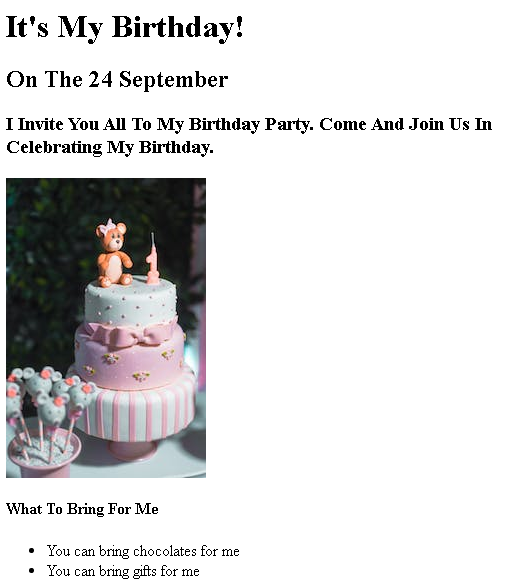 It's My Birthday!
On The 24 September
I Invite You All To My Birthday Party. Come And Join Us In
Celebrating My Birthday.
1
What To Bring For Me
• You can bring chocolates for me
• You can bring gifts for me